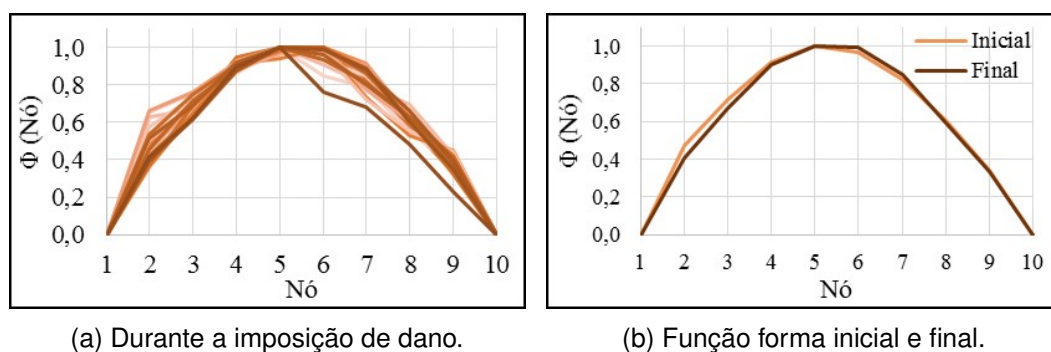 1,0
0,8
0,6
0,4
0,2
0,0
Φ (Nó)
1 2 3 4 5 6 7 8 9 10
Nó
(a) Durante a imposição de dano.
1,0
0,8
0,6
0,4
0,2
0,0
Φ (Nó)
Inicial
Final
1 2 3 4 5 6 7 8 9 10
Nó
(b) Função forma inicial e final.